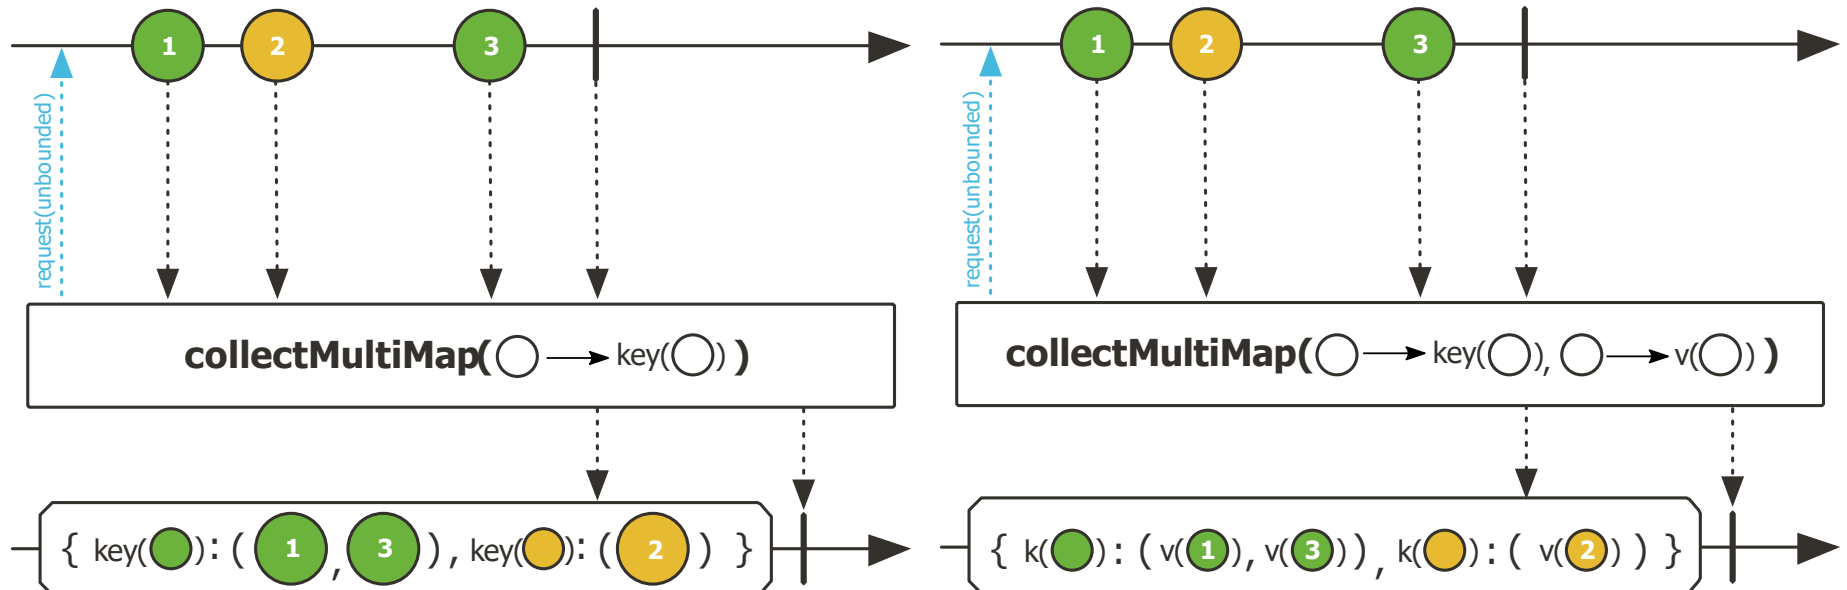 1 2 3
request(unbounded)
collectMultiMap( key( ) )
{ key( ): ( 1 , 3 ) , key( ): ( 2 ) }
1 2 3
request(unbounded)
collectMultiMap( key( ), v( ) )
{ k( ) : ( v( 1 ), v( 3 ) ) , k( ) : ( v( 2 ) ) }